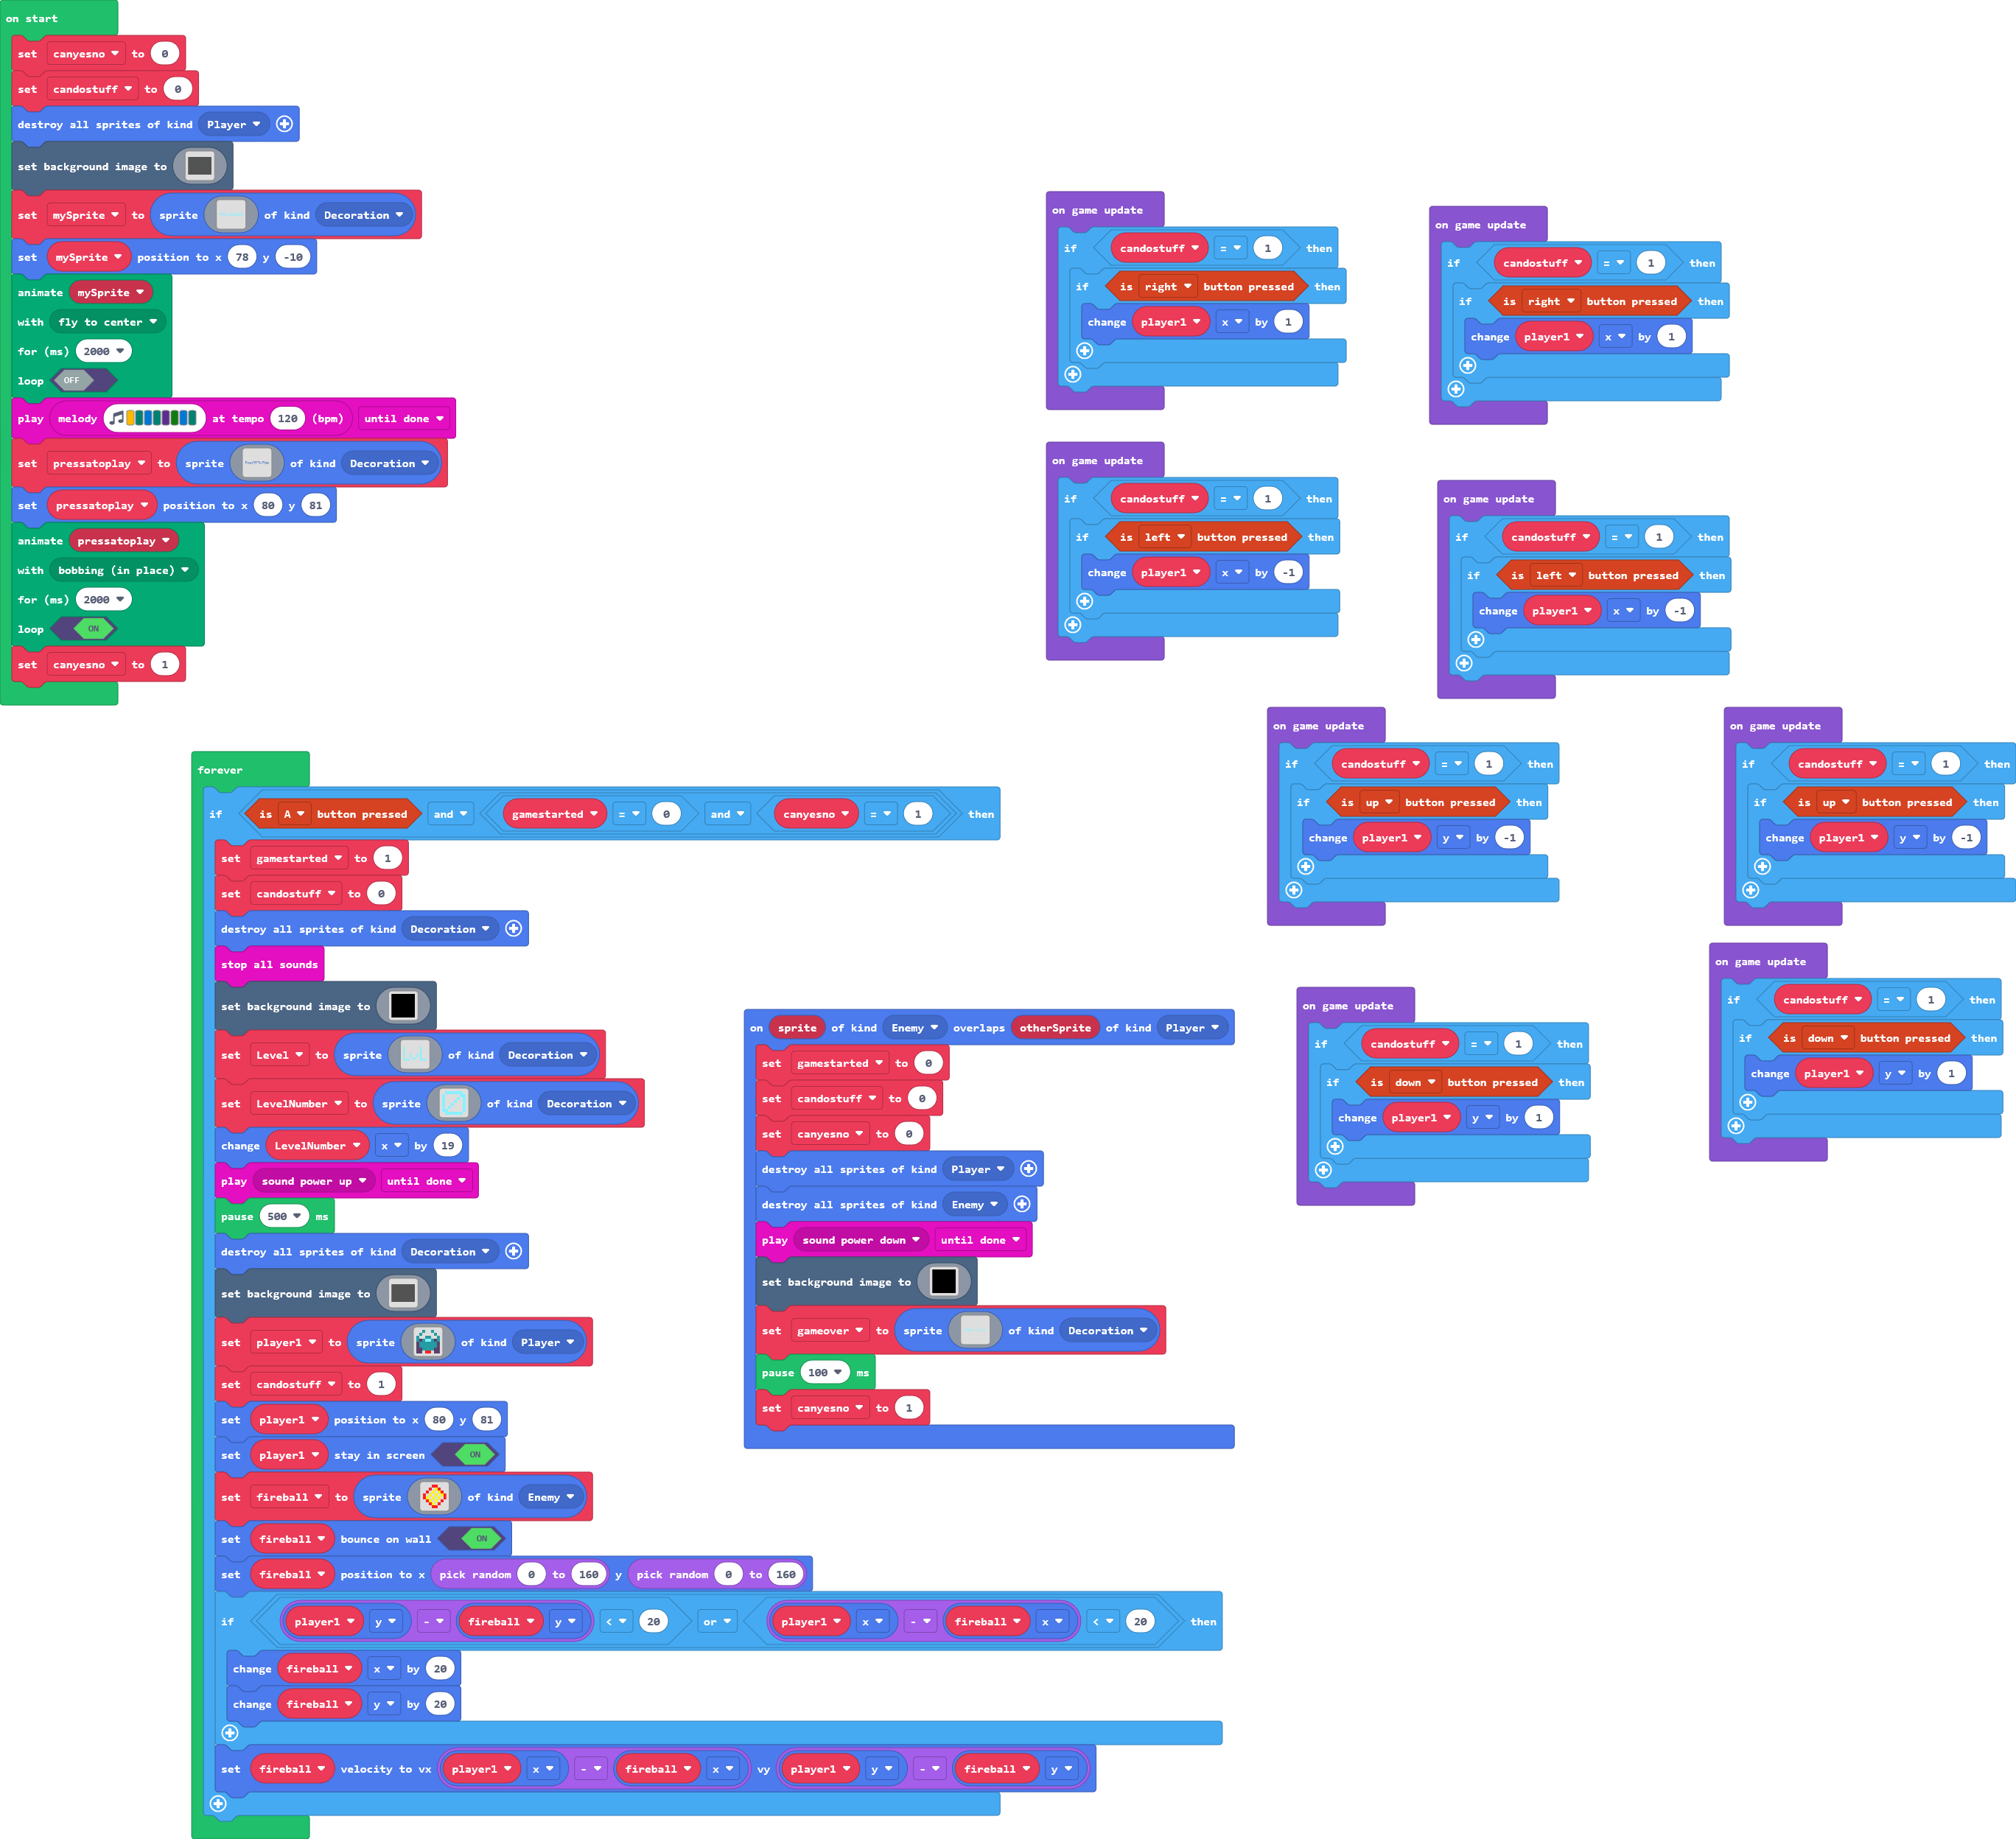 on start
set canyesno to 0
set candostuff to 0
destroy all sprites of kind Player
set background image to
set mySprite to sprite of kind Decoration
set mySprite position to x 78 y -10
animate mySprite
with fly to center
for (ms) 2000
loop OFF
play melody at tempo 120 (bpm) until done
set pressatoplay to sprite of kind Decoration
set pressatoplay position to x 80 y 81
animate pressatoplay
with bobbing (in place)
for (ms) 2000
loop ON
set canyesno to 1
on game update
if candostuff = 1 then
if is right button pressed then
change player1 x by 1
on game update
if candostuff = 1 then
if is right button pressed then
change player1 x by 1
on game update
if candostuff = 1 then
if is left button pressed then
change player1 x by -1
on game update
if candostuff = 1 then
if is left button pressed then
change player1 x by -1
on game update
if candostuff = 1 then
if is up button pressed then
change player1 y by -1
on game update
if candostuff = 1 then
if is up button pressed then
change player1 y by -1
on game update
if candostuff = 1 then
if is down button pressed then
change player1 y by 1
on game update
if candostuff = 1 then
if is down button pressed then
change player1 y by 1
forever
if is A button pressed and gamestarted = 0 and canyesno = 1 then
set gamestarted to 1
set candostuff to 0
destroy all sprites of kind Decoration
stop all sounds
set background image to
set Level to sprite LVL of kind Decoration
set LevelNumber to sprite of kind Decoration
change LevelNumber x by 19
play sound power up until done
pause 500 ms
destroy all sprites of kind Decoration
set background image to
set player1 to sprite of kind Player
set candostuff to 1
set player1 position to x 80 y 81
set player1 stay in screen ON
set fireball to sprite of kind Enemy
set fireball bounce on wall ON
set fireball position to x pick random 0 to 160 y pick random 0 to 160
if player1 y - fireball y < 20 or player1 x - fireball x < 20 then
change fireball x by 20
change fireball y by 20
set fireball velocity to vx player1 x - fireball x vy player1 y - fireball y
on sprite of kind Enemy overlaps otherSprite of kind Player
set gamestarted to 0
set candostuff to 0
set canyesno to 0
destroy all sprites of kind Player
destroy all sprites of kind Enemy
play sound power down until done
set background image to
set gameover to sprite of kind Decoration
pause 100 ms
set canyesno to 1